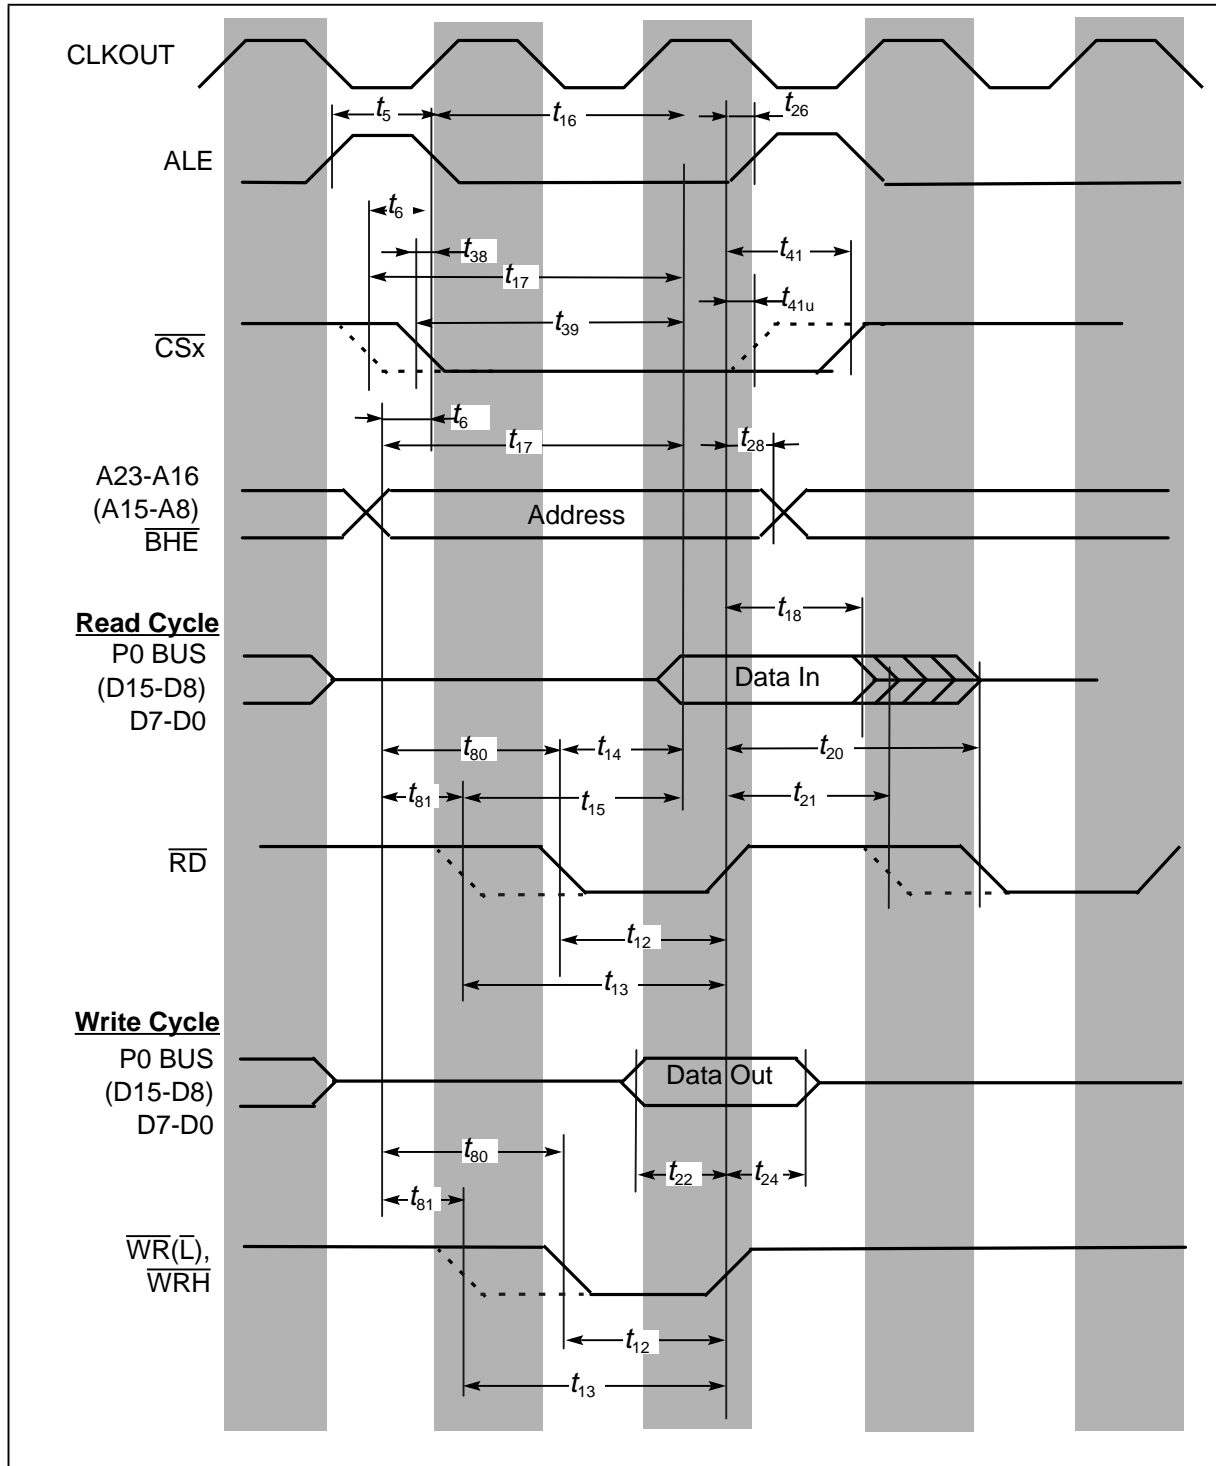 CLKOUT
t5
t16
t26
ALE
t6
t38
t41
t17
t41u
t39
CSx
t6
t17
t28
A23-A16
(A15-A8)
BHE
Address
t18
Read Cycle
P0 BUS
(D15-D8)
D7-D0
Data In
t80
t14
t20
t81
t15
t21
RD
t12
t13
Write Cycle
P0 BUS
(D15-D8)
D7-D0
Data Out
t80
t22
t24
t81
WR(L),
WRH
t12
t13